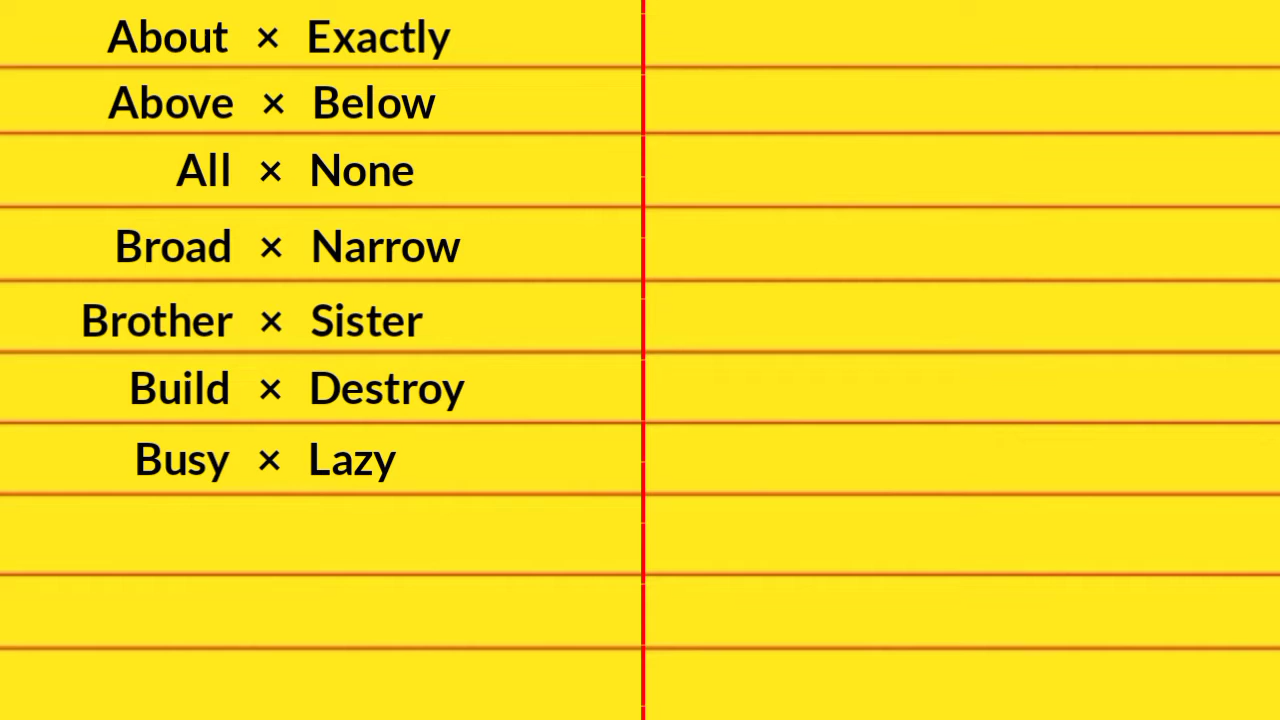 About × Exactly
Above × Below
All × None
Broad × Narrow
Brother × Sister
Build × Destroy
Busy × Lazy